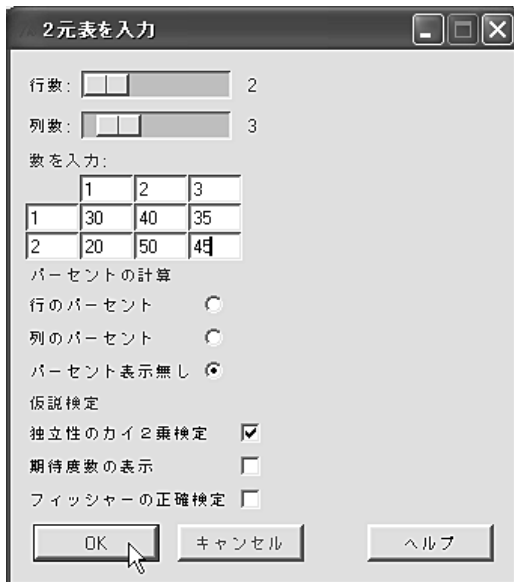 2元表を入力
行数: 2
列数: 3
数を入力:
1 2 3
1 30 40 35
2 20 50 45
パーセントの計算
行のパーセント
列のパーセント
パーセント表示無し
仮説検定
独立性のカイ2乗検定
期待度数の表示
フィッシャーの正確検定
OK キャンセル ヘルプ